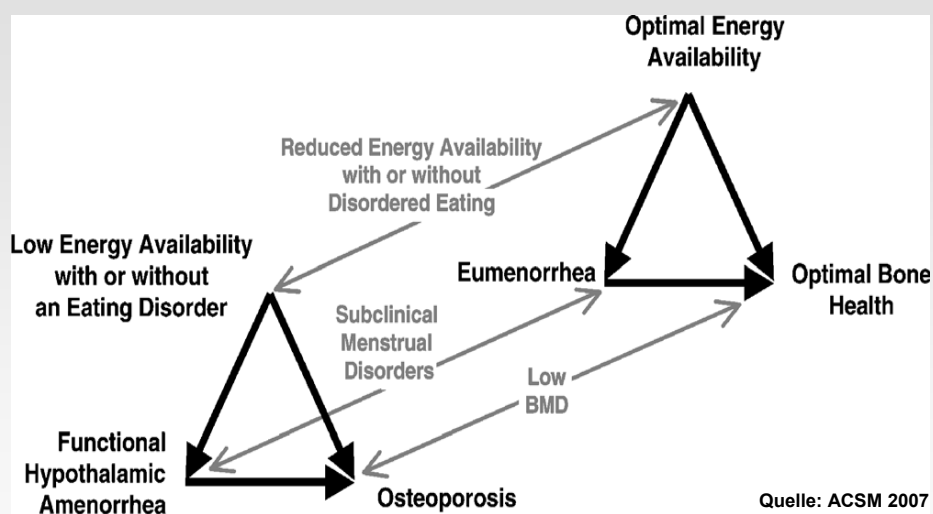 Optimal Energy
Availability
Reduced Energy Availability
with or without
Disordered Eating
Low Energy Availability
with or without
an Eating Disorder
Eumenorrhea
Optimal Bone
Health
Subclinical
Menstrual
Disorders
Low
BMD
Functional
Hypothalamic
Amenorrhea
Osteoporosis
Quelle: ACSM 2007